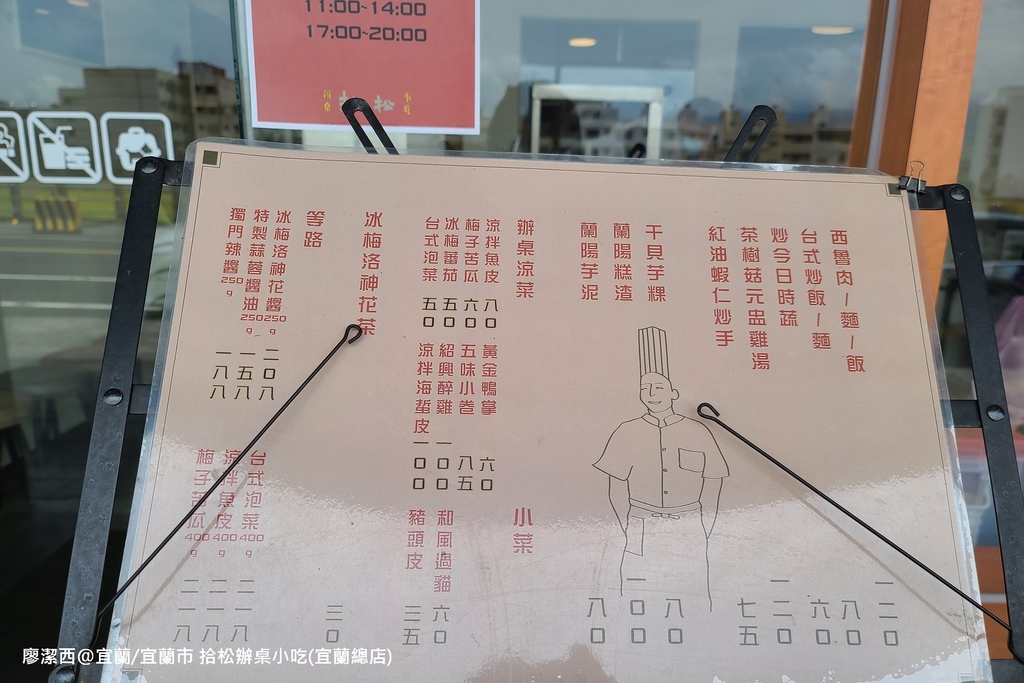 11:00~14:00
17:00~20:00
西魯肉/麵/飯 一二〇
台式炒飯/麵 八〇
炒今日時蔬 六〇
茶樹菇元盅雞湯 一二〇
紅油蝦仁炒手 七五
干貝芋粿 八〇
蘭陽糕渣 一〇〇
蘭陽芋泥 八〇
辦桌涼菜 小菜
涼拌魚皮 八〇 黃金鴨掌 六〇
梅子苦瓜 六〇 五味小卷 八五
冰梅番茄 五〇 紹興醉雞 一〇〇 和風過貓 六〇
台式泡菜 五〇 涼拌海蜇皮 一〇〇 豬頭皮 三五
冰梅洛神花茶 三〇
等路
冰梅洛神花醬250g 二〇八 台式泡菜400g 二一八
特製蒜蓉醬油250g 一五八 涼拌魚皮400g 二一八
獨門辣醬250g 一八八 梅子苦瓜400g 二一八
廖潔西@宜蘭/宜蘭市 拾松辦桌小吃(宜蘭總店)